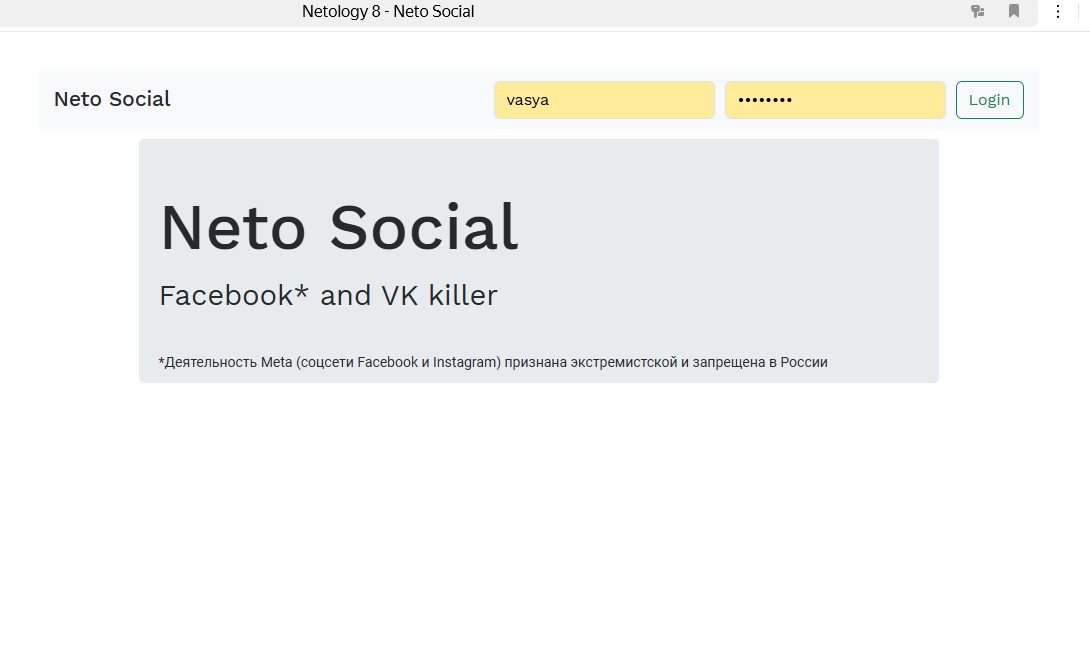 Netology 8 - Neto Social
Neto Social
vasya
••••••••
Login
Neto Social
Facebook* and VK killer
*Деятельность Meta (соцсети Facebook и Instagram) признана экстремистской и запрещена в России